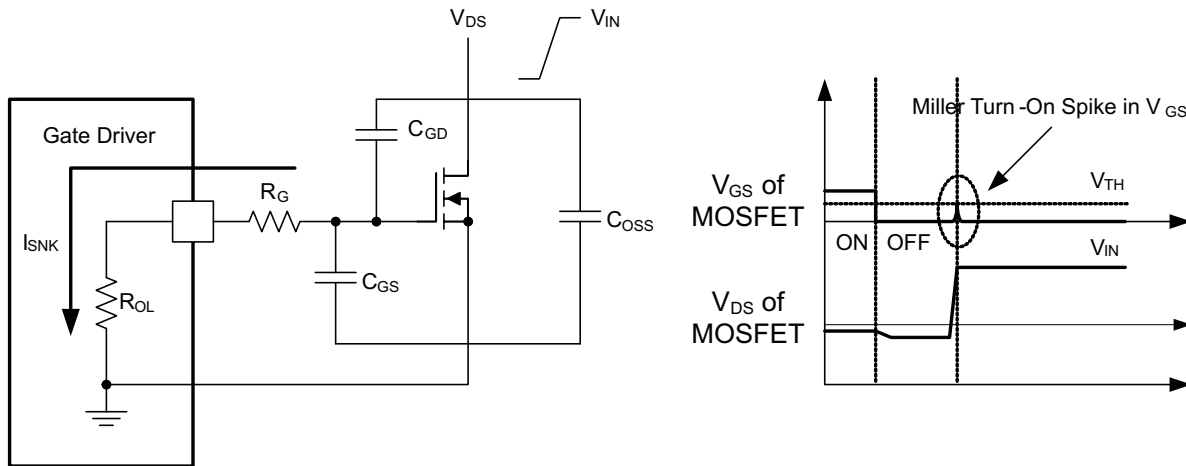 V_DS
V_IN
Gate Driver
C_GD
R_G
I_SNK
C_OSS
C_GS
R_OL
Miller Turn -On Spike in V_GS
V_GS of
MOSFET
V_TH
ON
OFF
V_IN
V_DS of
MOSFET